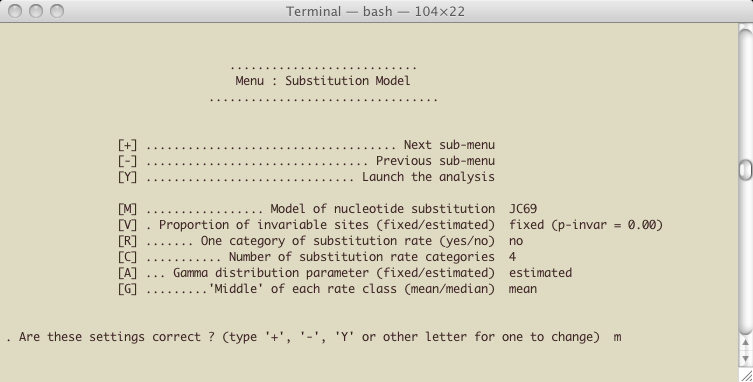 Terminal — bash — 104×22
..........................
Menu : Substitution Model
.................................
[+] .................................... Next sub-menu
[-] ................................ Previous sub-menu
[Y] .............................. Launch the analysis
[M] ................. Model of nucleotide substitution JC69
[V] . Proportion of invariable sites (fixed/estimated) fixed (p-invar = 0.00)
[R] ....... One category of substitution rate (yes/no) no
[C] ........... Number of substitution rate categories 4
[A] ... Gamma distribution parameter (fixed/estimated) estimated
[G] .........'Middle' of each rate class (mean/median) mean
. Are these settings correct ? (type '+', '-', 'Y' or other letter for one to change) m